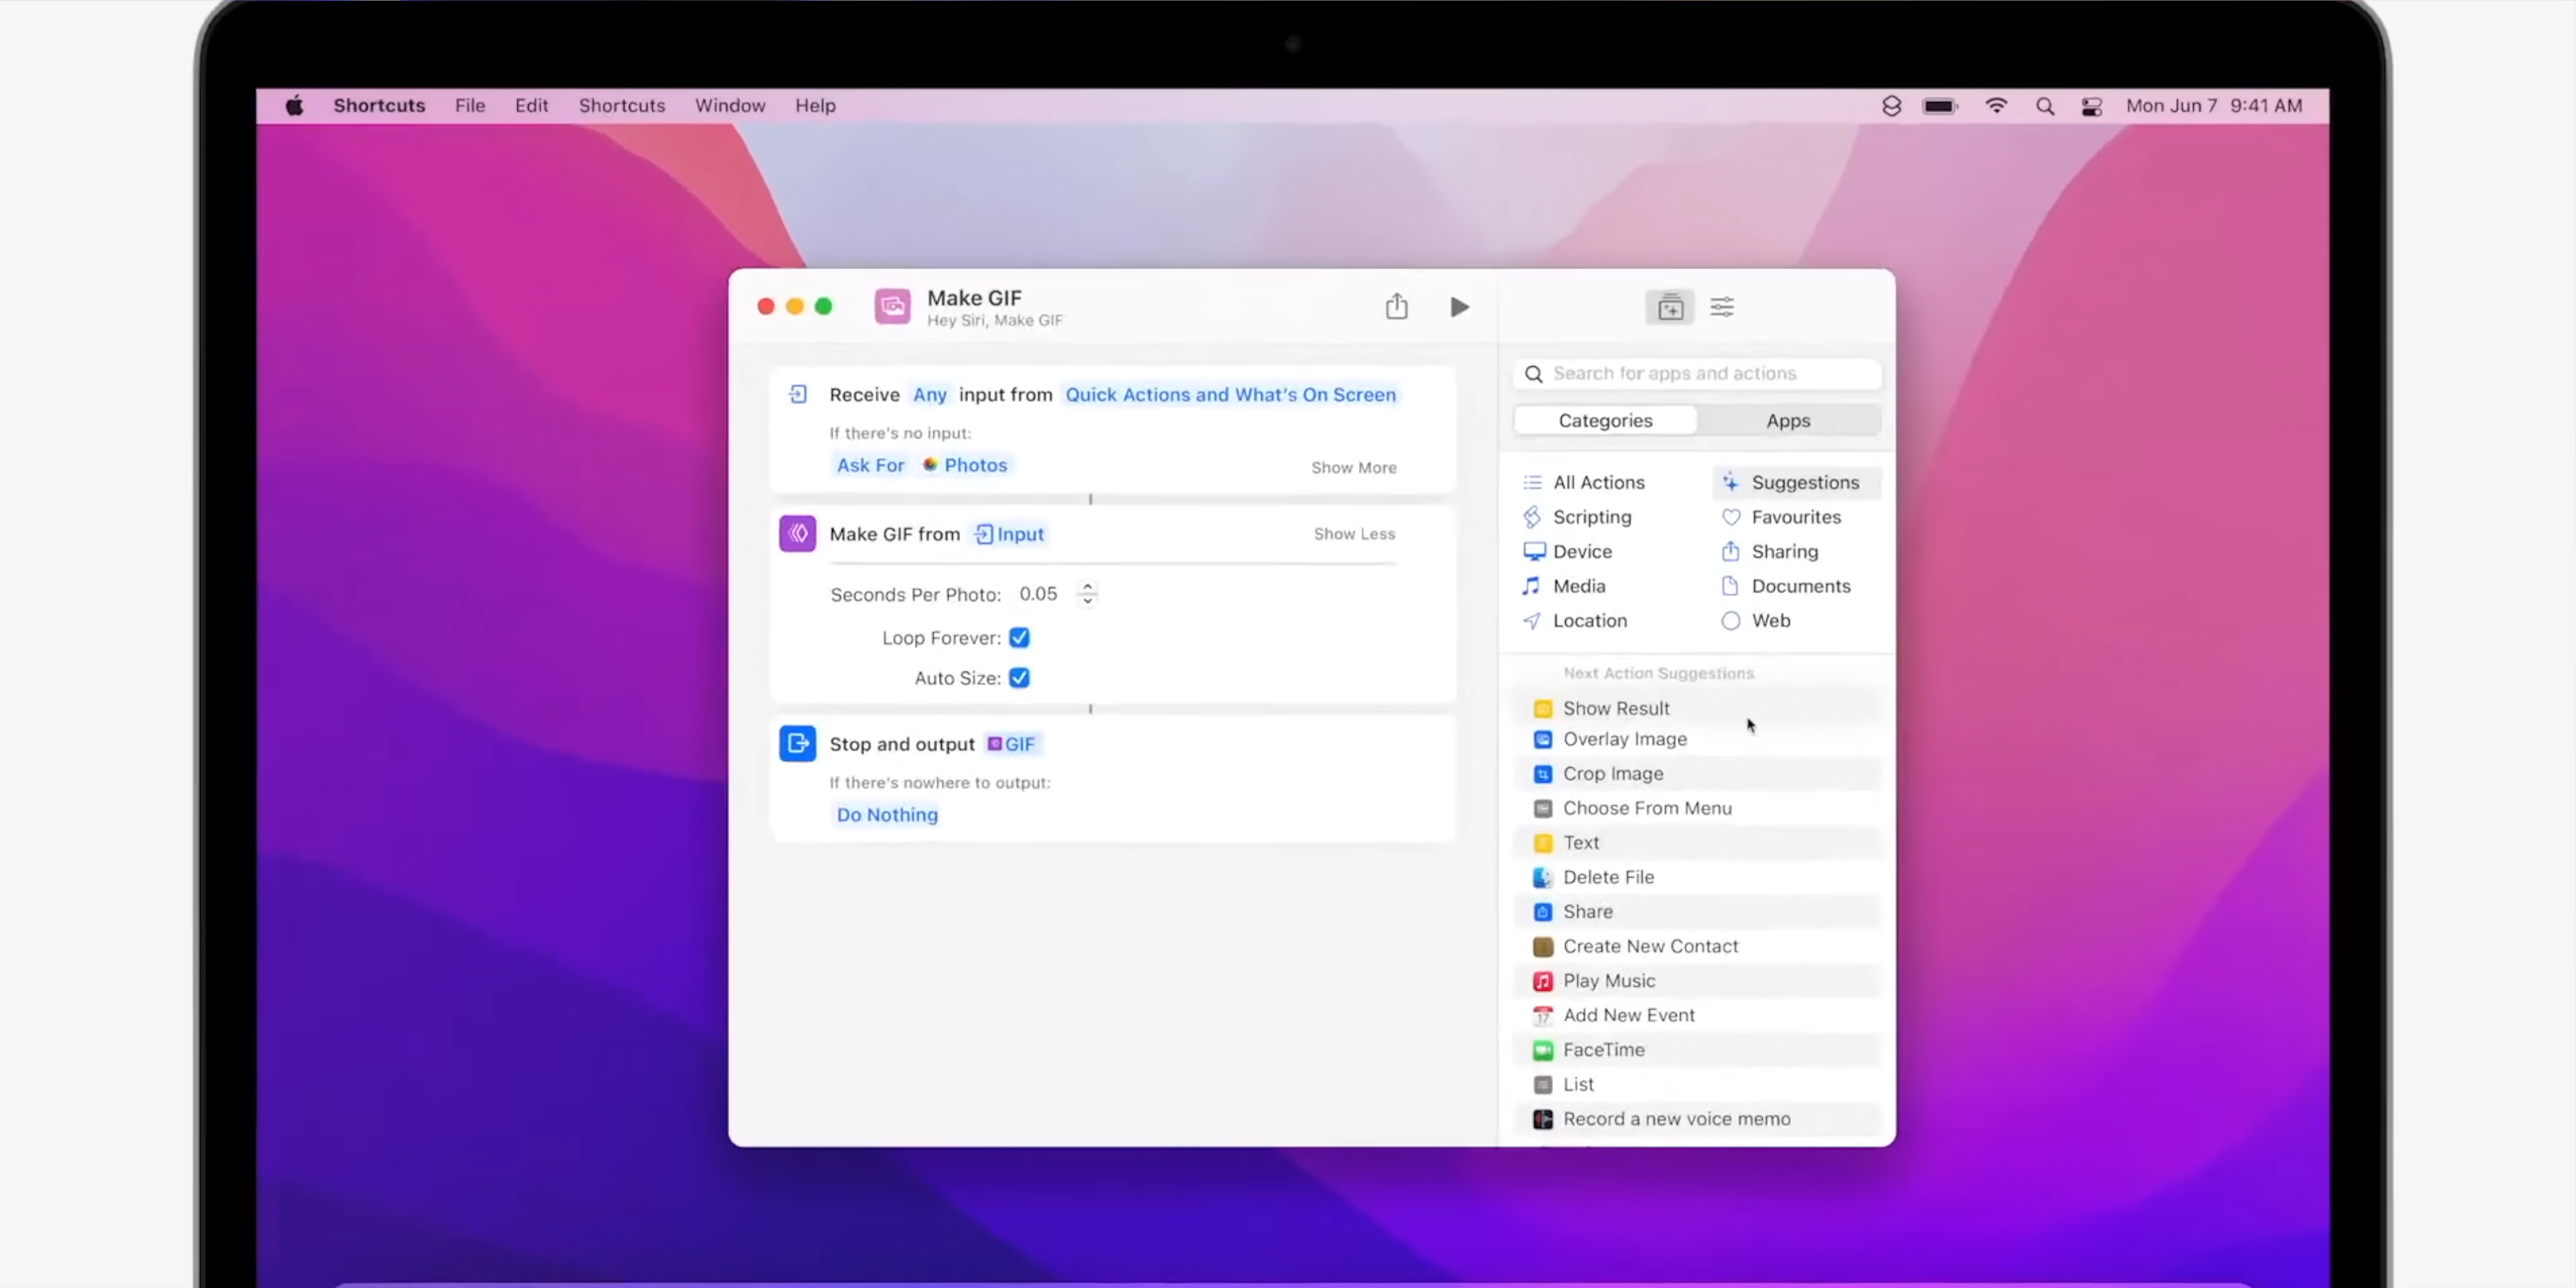 Shortcuts File Edit Shortcuts Window Help Mon Jun 7 9:41 AM
Make GIF
Hey Siri, Make GIF
Receive Any input from Quick Actions and What's On Screen
If there's no input:
Ask For Photos Show More
Make GIF from Input Show Less
Seconds Per Photo: 0.05
Loop Forever:
Auto Size:
Stop and output GIF
If there's nowhere to output:
Do Nothing
Search for apps and actions
Categories Apps
All Actions Suggestions
Scripting Favourites
Device Sharing
Media Documents
Location Web
Next Action Suggestions
Show Result
Overlay Image
Crop Image
Choose From Menu
Text
Delete File
Share
Create New Contact
Play Music
17 Add New Event
FaceTime
List
Record a new voice memo